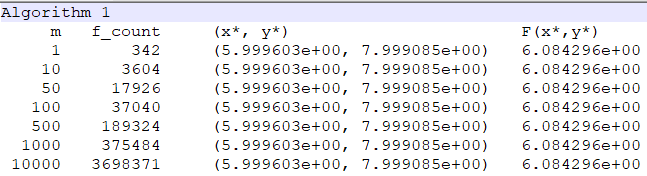 Algorithm 1
m f_count (x*, y*) F(x*,y*)
1 342 (5.999603e+00, 7.999085e+00) 6.084296e+00
10 3604 (5.999603e+00, 7.999085e+00) 6.084296e+00
50 17926 (5.999603e+00, 7.999085e+00) 6.084296e+00
100 37040 (5.999603e+00, 7.999085e+00) 6.084296e+00
500 189324 (5.999603e+00, 7.999085e+00) 6.084296e+00
1000 375484 (5.999603e+00, 7.999085e+00) 6.084296e+00
10000 3698371 (5.999603e+00, 7.999085e+00) 6.084296e+00